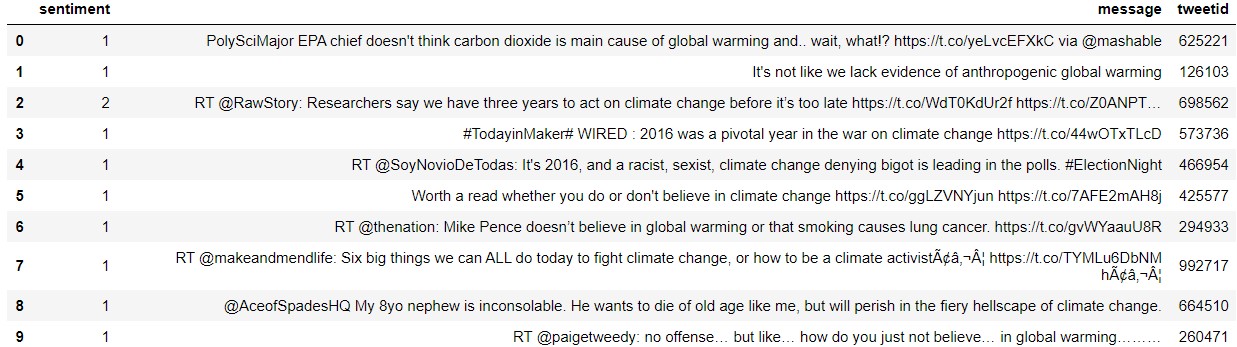 sentiment message tweetid
0 1 PolySciMajor EPA chief doesn't think carbon dioxide is main cause of global warming and.. wait, what!? https://t.co/yeLvcEFXkC via @mashable 625221
1 1 It's not like we lack evidence of anthropogenic global warming 126103
2 2 RT @RawStory: Researchers say we have three years to act on climate change before it’s too late https://t.co/WdT0KdUr2f https://t.co/Z0ANPT… 698562
3 1 #TodayinMaker# WIRED : 2016 was a pivotal year in the war on climate change https://t.co/44wOTxTLcD 573736
4 1 RT @SoyNovioDeTodas: It's 2016, and a racist, sexist, climate change denying bigot is leading in the polls. #ElectionNight 466954
5 1 Worth a read whether you do or don't believe in climate change https://t.co/ggLZVNYjun https://t.co/7AFE2mAH8j 425577
6 1 RT @thenation: Mike Pence doesn’t believe in global warming or that smoking causes lung cancer. https://t.co/gvWYaauU8R 294933
7 1 RT @makeandmendlife: Six big things we can ALL do today to fight climate change, or how to be a climate activistÃ¢â‚¬Â¦ https://t.co/TYMLu6DbNM 992717
hÃ¢â‚¬Â¦
8 1 @AceofSpadesHQ My 8yo nephew is inconsolable. He wants to die of old age like me, but will perish in the fiery hellscape of climate change. 664510
9 1 RT @paigetweedy: no offense… but like… how do you just not believe… in global warming……… 260471